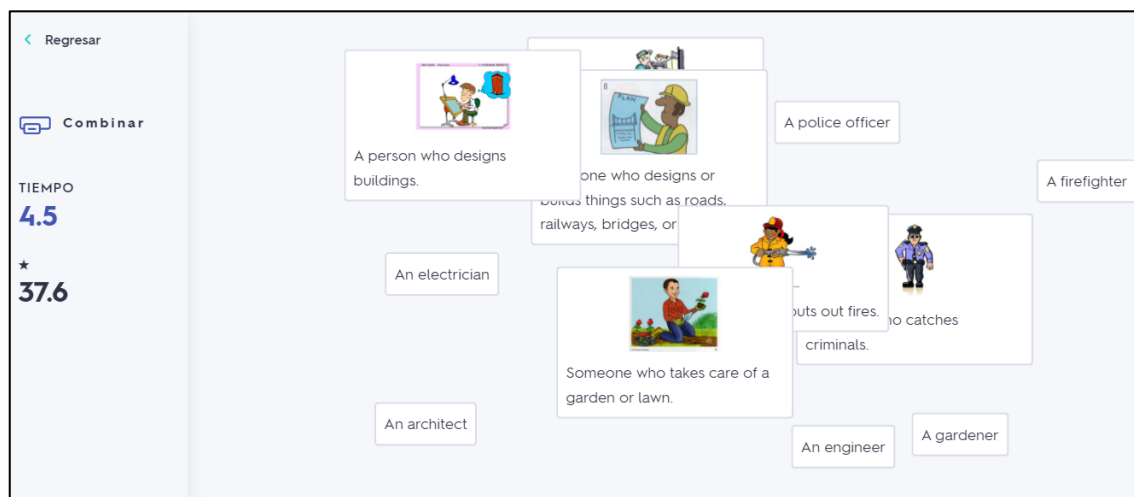 Regresar
Combinar
TIEMPO
4.5
★
37.6
A person who designs
buildings.
PLAN
one who designs or
builds things such as roads,
railways, bridges, or
A police officer
A firefighter
An electrician
puts out fires.
who catches
criminals.
Someone who takes care of a
garden or lawn.
An architect
An engineer
A gardener